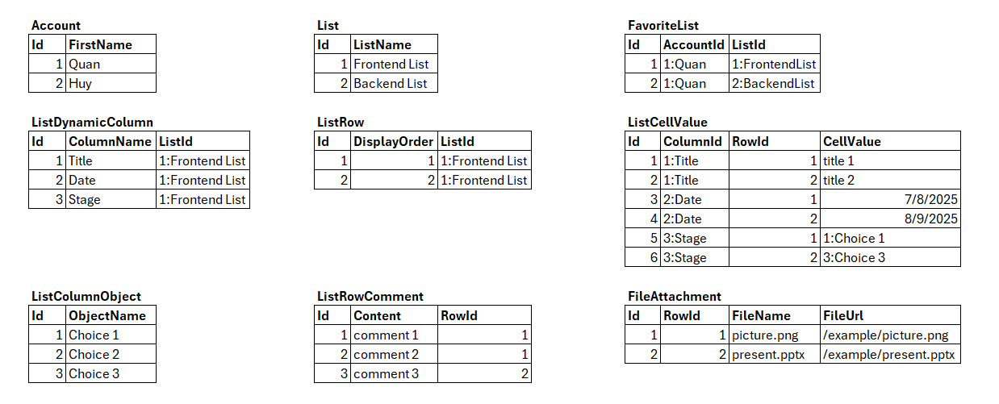 Account
Id FirstName
1 Quan
2 Huy
List
Id ListName
1 Frontend List
2 Backend List
FavoriteList
Id AccountId ListId
1 1:Quan 1:FrontendList
2 1:Quan 2:BackendList
ListDynamicColumn
Id ColumnName ListId
1 Title 1:Frontend List
2 Date 1:Frontend List
3 Stage 1:Frontend List
ListRow
Id DisplayOrder ListId
1 1 1:Frontend List
2 2 1:Frontend List
ListCellValue
Id ColumnId RowId CellValue
1 1:Title 1 title 1
2 1:Title 2 title 2
3 2:Date 1 7/8/2025
4 2:Date 2 8/9/2025
5 3:Stage 1 1:Choice 1
6 3:Stage 2 3:Choice 3
ListColumnObject
Id ObjectName
1 Choice 1
2 Choice 2
3 Choice 3
ListRowComment
Id Content RowId
1 comment 1 1
2 comment 2 1
3 comment 3 2
FileAttachment
Id RowId FileName FileUrl
1 1 picture.png /example/picture.png
2 2 present.pptx /example/present.pptx